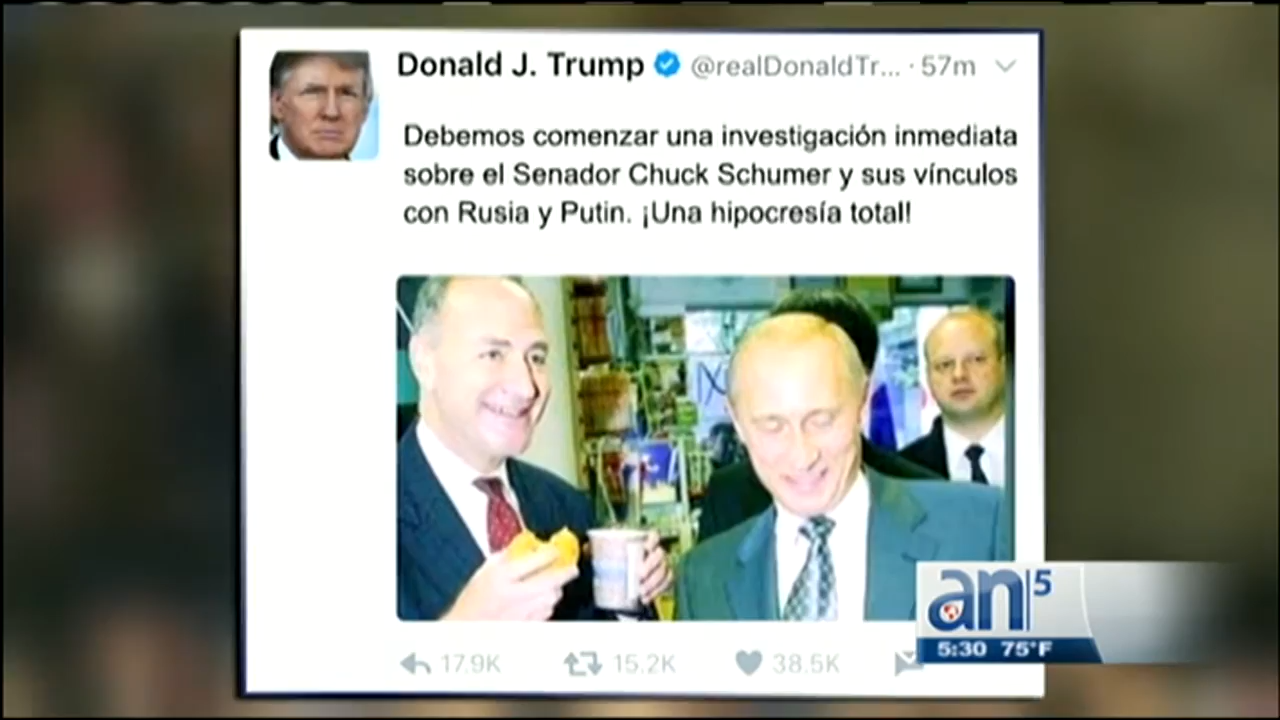 Donald J. Trump @realDonaldTr... · 57m
Debemos comenzar una investigación inmediata
sobre el Senador Chuck Schumer y sus vínculos
con Rusia y Putin. ¡Una hipocresía total!
17.9K 15.2K 38.5K
an 5
5:30 75°F